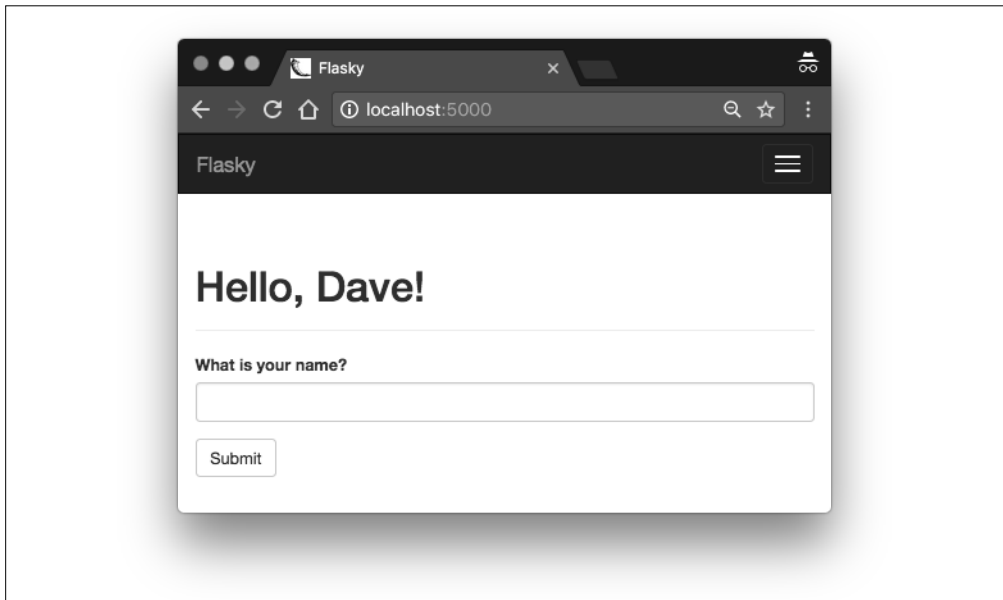 Flasky
localhost:5000
Flasky
Hello, Dave!
What is your name?
Submit